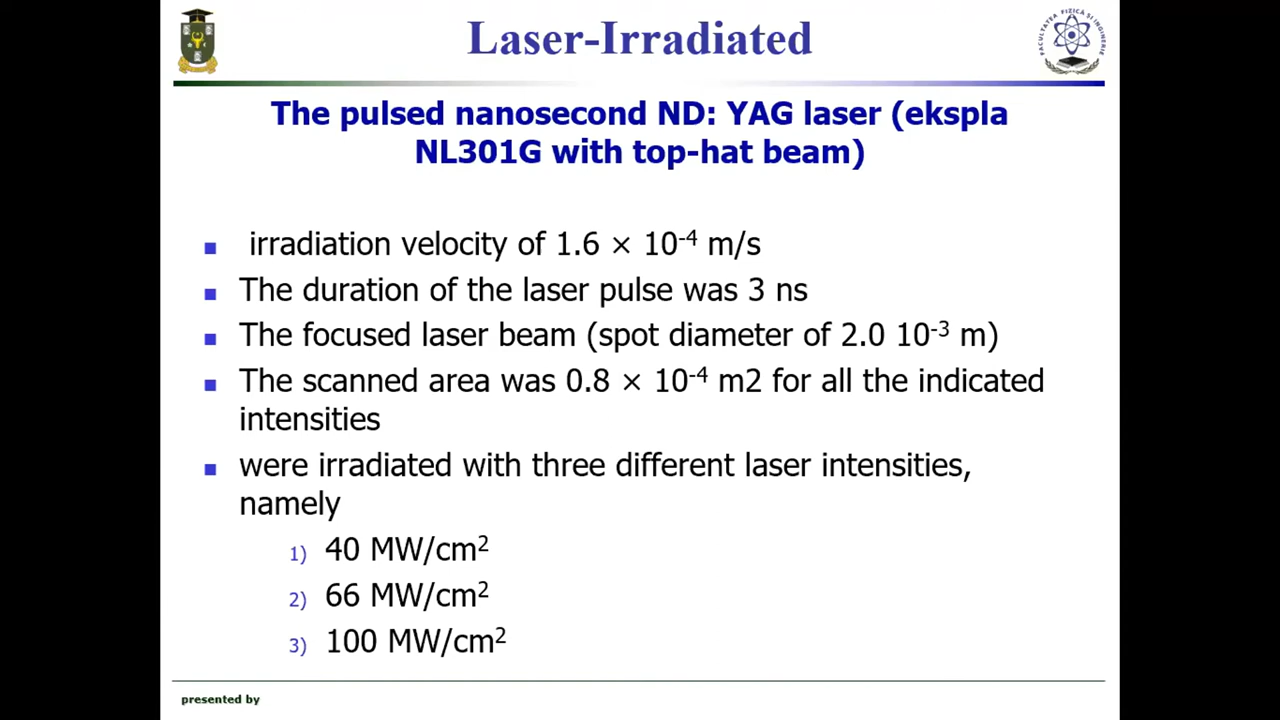 Laser-Irradiated
FACULTATEA FIZICĂ ȘI INGINERIE
The pulsed nanosecond ND: YAG laser (ekspla
NL301G with top-hat beam)
irradiation velocity of 1.6 × 10⁻⁴ m/s
The duration of the laser pulse was 3 ns
The focused laser beam (spot diameter of 2.0 10⁻³ m)
The scanned area was 0.8 × 10⁻⁴ m2 for all the indicated
intensities
were irradiated with three different laser intensities,
namely
1) 40 MW/cm²
2) 66 MW/cm²
3) 100 MW/cm²
presented by